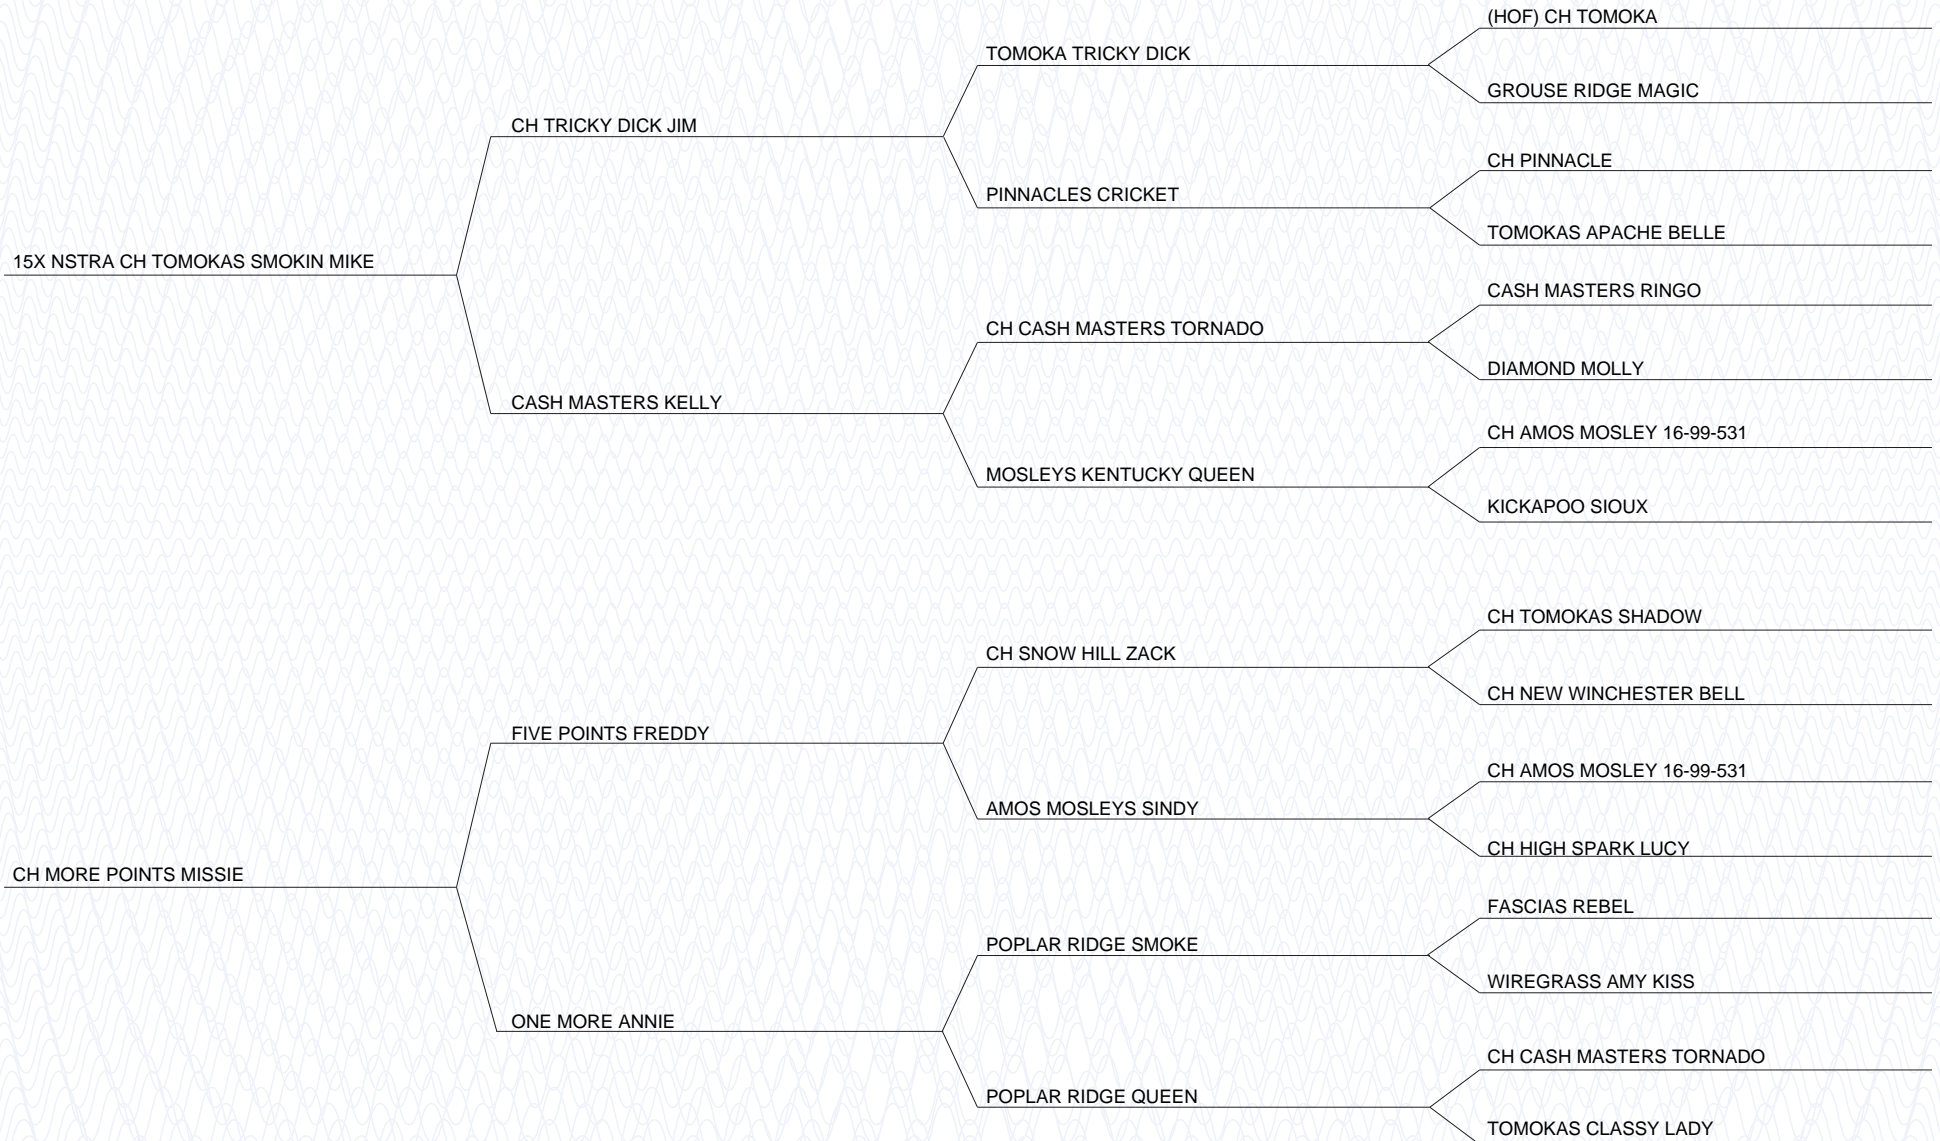 (HOF) CH TOMOKA
TOMOKA TRICKY DICK
GROUSE RIDGE MAGIC
CH TRICKY DICK JIM
CH PINNACLE
PINNACLES CRICKET
TOMOKAS APACHE BELLE
15X NSTRA CH TOMOKAS SMOKIN MIKE
CASH MASTERS RINGO
CH CASH MASTERS TORNADO
DIAMOND MOLLY
CASH MASTERS KELLY
CH AMOS MOSLEY 16-99-531
MOSLEYS KENTUCKY QUEEN
KICKAPOO SIOUX
CH TOMOKAS SHADOW
CH SNOW HILL ZACK
CH NEW WINCHESTER BELL
FIVE POINTS FREDDY
CH AMOS MOSLEY 16-99-531
AMOS MOSLEYS SINDY
CH HIGH SPARK LUCY
CH MORE POINTS MISSIE
FASCIAS REBEL
POPLAR RIDGE SMOKE
WIREGRASS AMY KISS
ONE MORE ANNIE
CH CASH MASTERS TORNADO
POPLAR RIDGE QUEEN
TOMOKAS CLASSY LADY